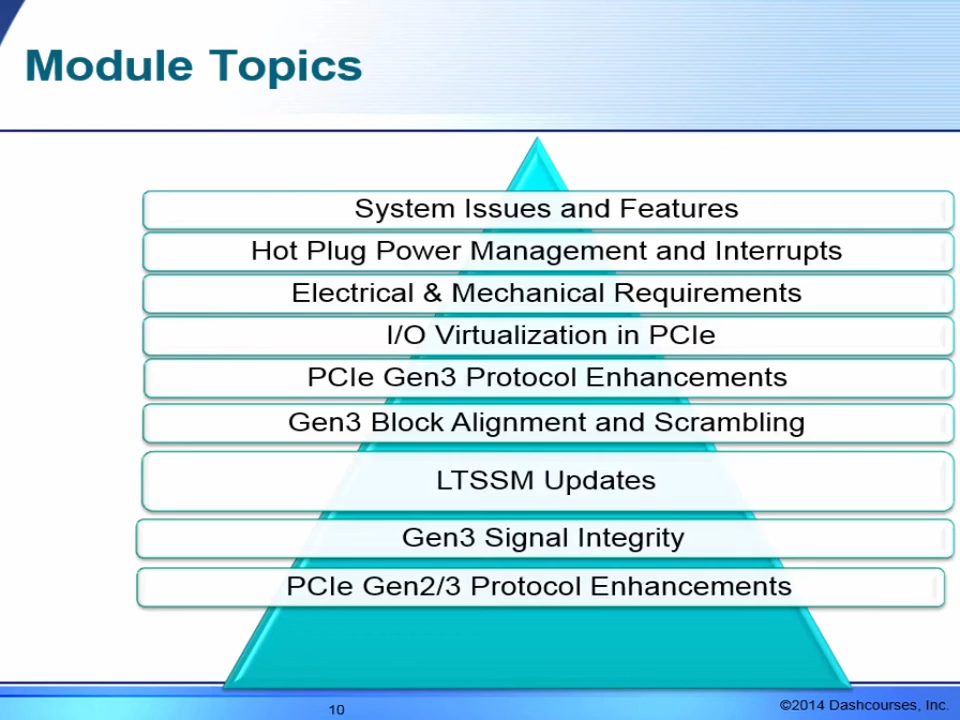 Module Topics
System Issues and Features
Hot Plug Power Management and Interrupts
Electrical & Mechanical Requirements
I/O Virtualization in PCIe
PCIe Gen3 Protocol Enhancements
Gen3 Block Alignment and Scrambling
LTSSM Updates
Gen3 Signal Integrity
PCIe Gen2/3 Protocol Enhancements
10
©2014 Dashcourses, Inc.